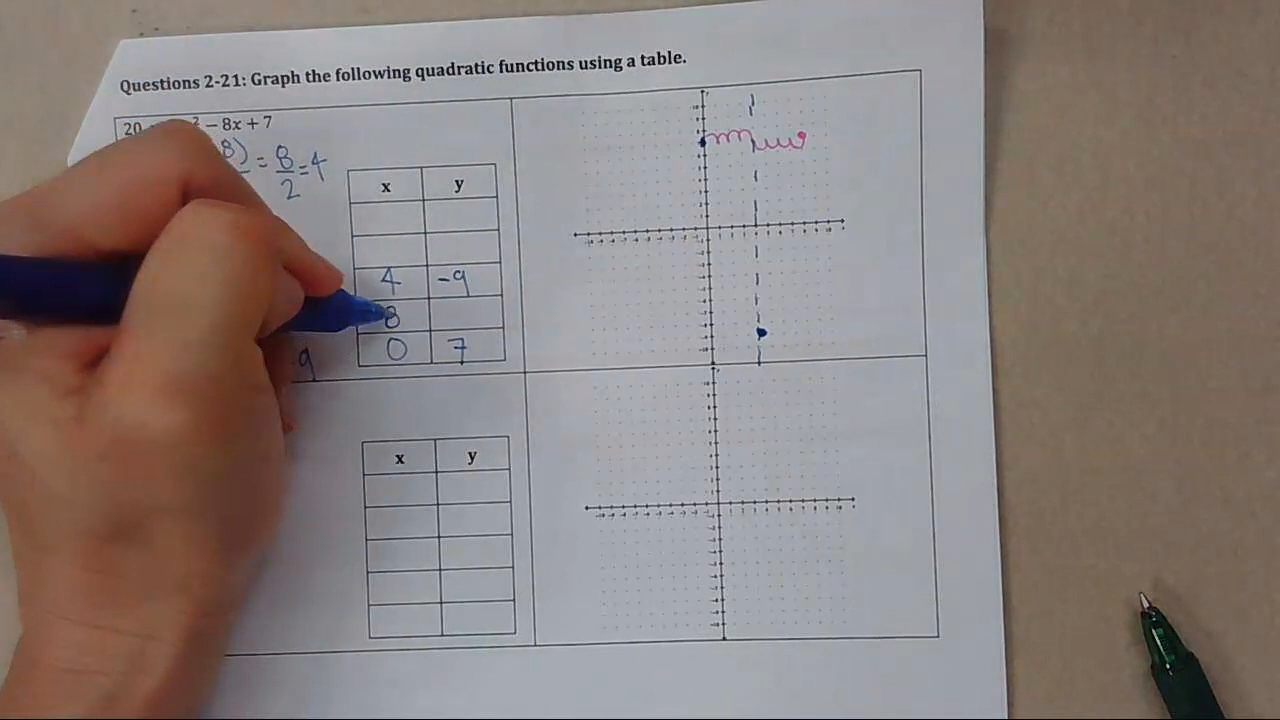 Questions 2-21: Graph the following quadratic functions using a table.
20 ² – 8x + 7
8) = 8/2 = 4
x y
4 -9
8
0 7
9
x y